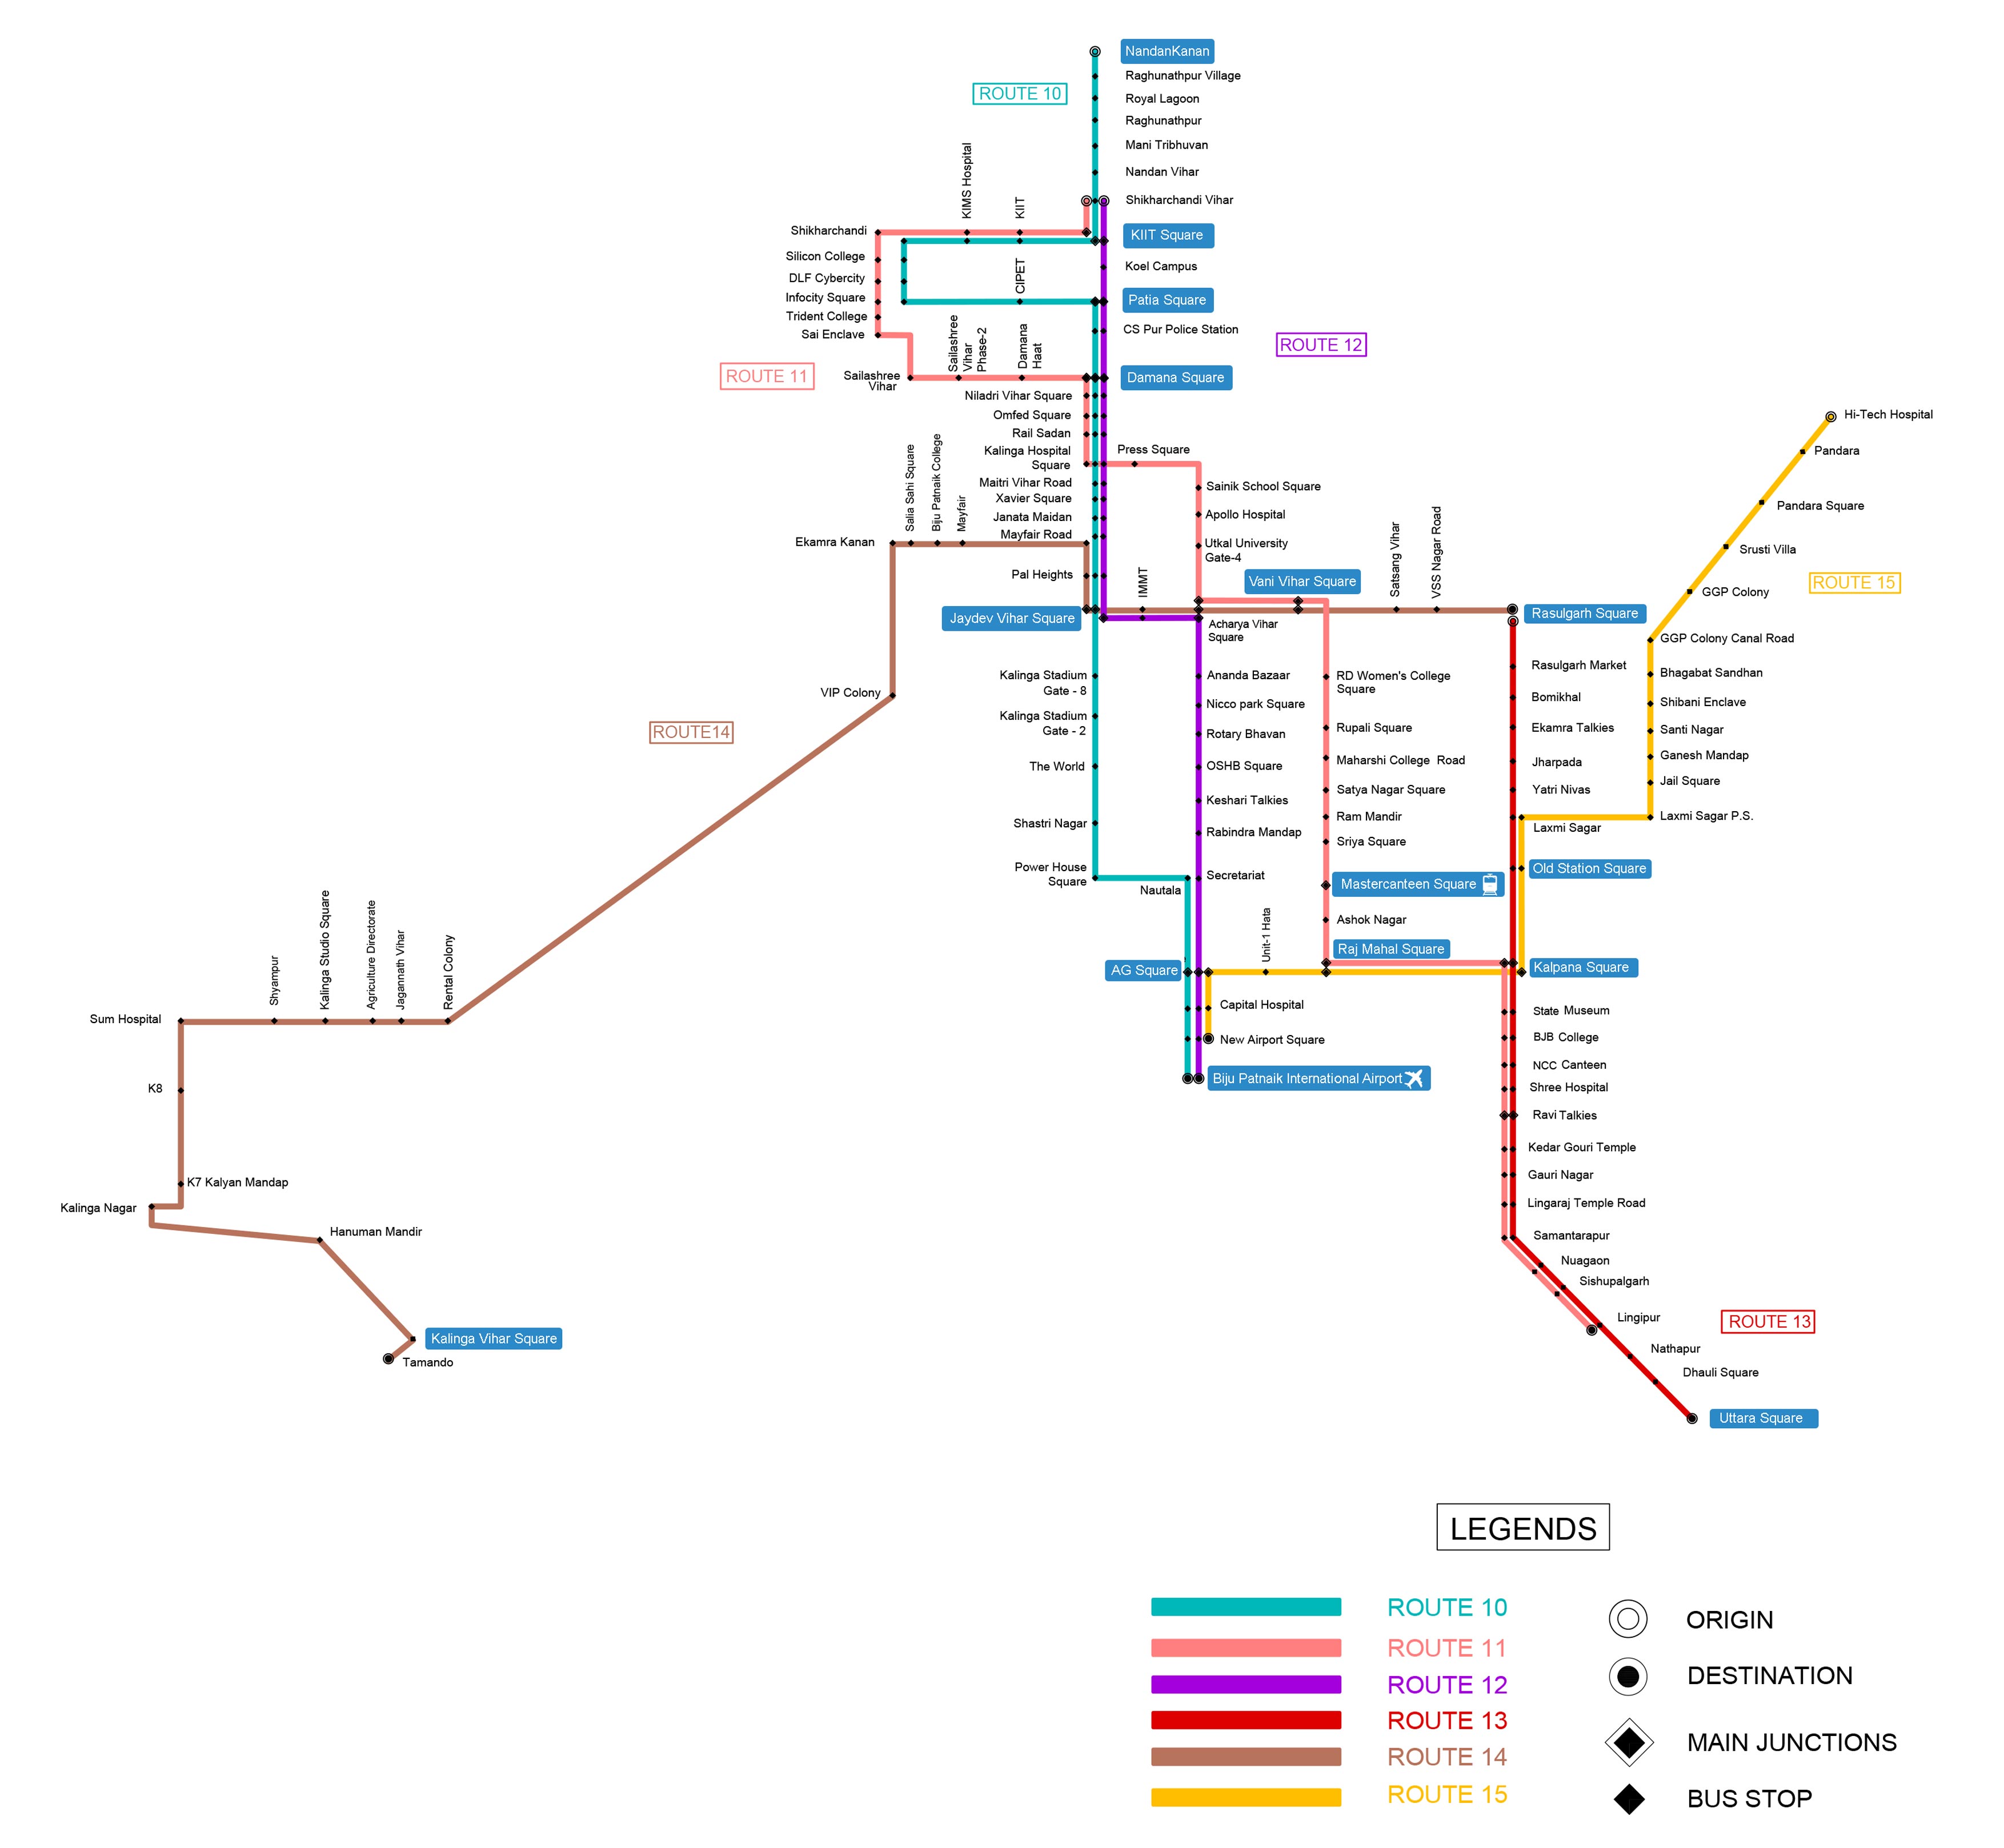 NandanKanan
Raghunathpur Village
ROUTE 10
Royal Lagoon
Raghunathpur
Mani Tribhuvan
Nandan Vihar
KIMS Hospital
KIIT
Shikharchandi Vihar
Shikharchandi
KIIT Square
Silicon College
Koel Campus
DLF Cybercity
CIPET
Infocity Square
Patia Square
Trident College
CS Pur Police Station
Sai Enclave
ROUTE 12
Sailashree
Vihar
Phase-2
Damana
Haat
ROUTE 11
Sailashree
Vihar
Damana Square
Niladri Vihar Square
Omfed Square
Hi-Tech Hospital
Rail Sadan
Kalinga Hospital
Square
Press Square
Pandara
Salia Sahi Square
Biju Patnaik College
Mayfair
Maitri Vihar Road
Sainik School Square
Xavier Square
Pandara Square
Janata Maidan
Apollo Hospital
Mayfair Road
Ekamra Kanan
Utkal University
Gate-4
Satsang Vihar
VSS Nagar Road
Srusti Villa
Pal Heights
IMMT
Vani Vihar Square
ROUTE 15
GGP Colony
Jaydev Vihar Square
Acharya Vihar
Square
Rasulgarh Square
GGP Colony Canal Road
Rasulgarh Market
Bhagabat Sandhan
Kalinga Stadium
Gate - 8
Ananda Bazaar
RD Women's College
Square
VIP Colony
Bomikhal
Shibani Enclave
Nicco park Square
Kalinga Stadium
Gate - 2
Rupali Square
Ekamra Talkies
Santi Nagar
ROUTE14
Rotary Bhavan
Maharshi College Road
Jharpada
Ganesh Mandap
The World
OSHB Square
Jail Square
Satya Nagar Square
Yatri Nivas
Keshari Talkies
Ram Mandir
Laxmi Sagar P.S.
Shastri Nagar
Rabindra Mandap
Laxmi Sagar
Sriya Square
Power House
Square
Secretariat
Old Station Square
Mastercanteen Square
Nautala
Ashok Nagar
Unit-1 Hata
Raj Mahal Square
AG Square
Kalpana Square
Shyampur
Kalinga Studio Square
Agriculture Directorate
Jagannath Vihar
Rental Colony
Capital Hospital
State Museum
Sum Hospital
New Airport Square
BJB College
NCC Canteen
Biju Patnaik International Airport
K8
Shree Hospital
Ravi Talkies
Kedar Gouri Temple
K7 Kalyan Mandap
Gauri Nagar
Kalinga Nagar
Lingaraj Temple Road
Hanuman Mandir
Samantarapur
Nuagaon
Sishupalgarh
Lingipur
ROUTE 13
Kalinga Vihar Square
Nathapur
Tamando
Dhauli Square
Uttara Square
LEGENDS
ROUTE 10
ORIGIN
ROUTE 11
ROUTE 12
DESTINATION
ROUTE 13
MAIN JUNCTIONS
ROUTE 14
ROUTE 15
BUS STOP